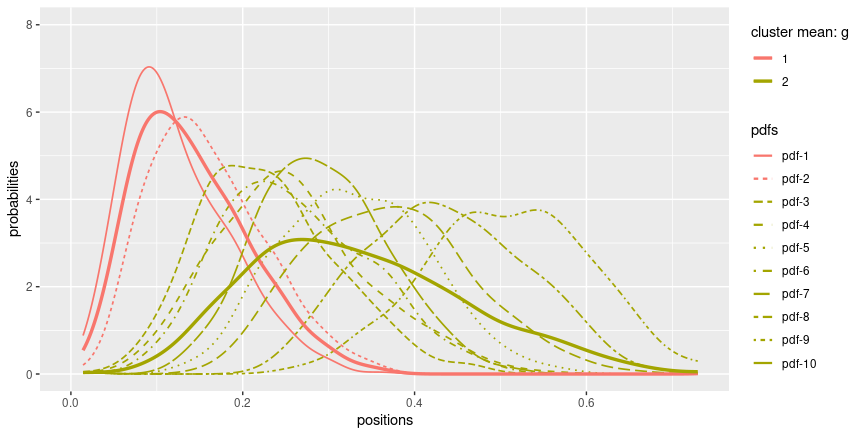 8
6
4
2
0
probabilities
0.0
0.2
0.4
0.6
positions
cluster mean: g
1
2
pdfs
pdf-1
pdf-2
pdf-3
pdf-4
pdf-5
pdf-6
pdf-7
pdf-8
pdf-9
pdf-10